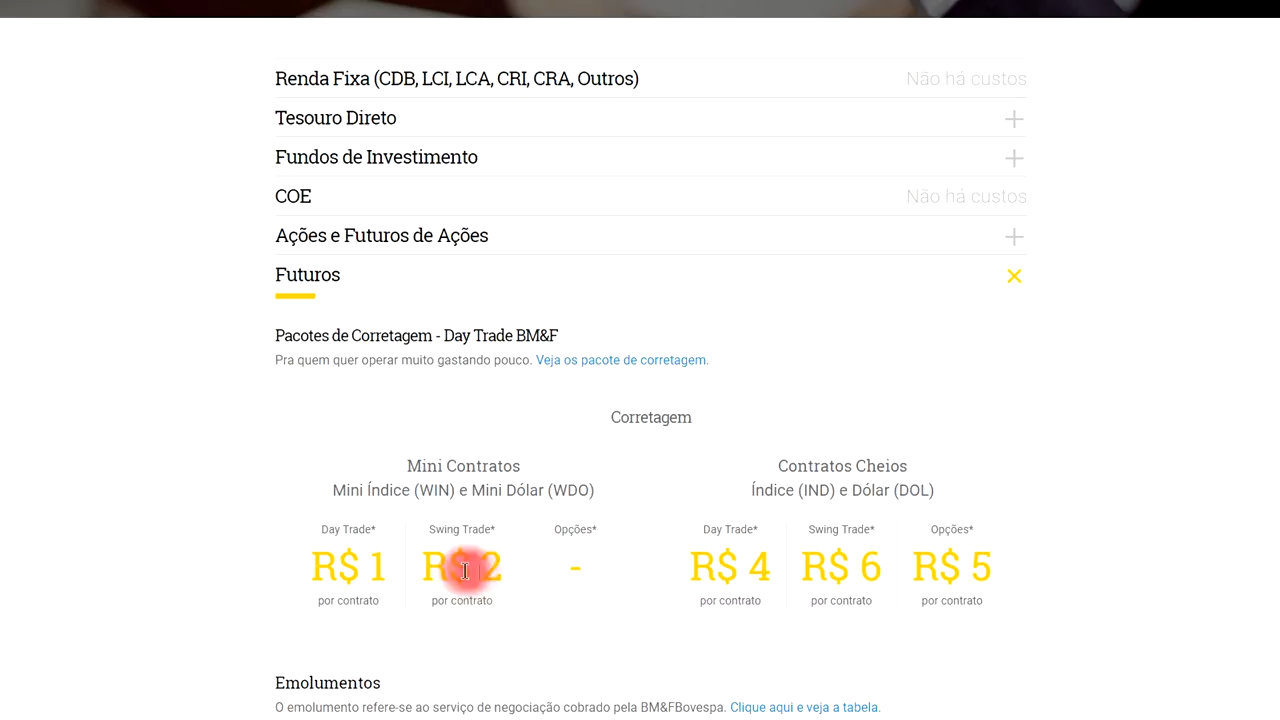 Renda Fixa (CDB, LCI, LCA, CRI, CRA, Outros) Não há custos
Tesouro Direto
Fundos de Investimento
COE Não há custos
Ações e Futuros de Ações
Futuros
Pacotes de Corretagem - Day Trade BM&F
Pra quem quer operar muito gastando pouco. Veja os pacote de corretagem.
Corretagem
Mini Contratos
Mini Índice (WIN) e Mini Dólar (WDO)
Day Trade* Swing Trade* Opções*
R$ 1 R$ 2 -
por contrato por contrato
Contratos Cheios
Índice (IND) e Dólar (DOL)
Day Trade* Swing Trade* Opções*
R$ 4 R$ 6 R$ 5
por contrato por contrato por contrato
Emolumentos
O emolumento refere-se ao serviço de negociação cobrado pela BM&FBovespa. Clique aqui e veja a tabela.